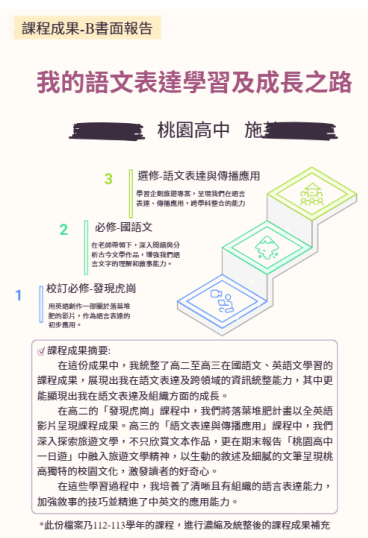 課程成果-B書面報告
我的語文表達學習及成長之路
桃園高中 施
3
選修-語文表達與傳播應用
學習企劃旅遊專案，呈現我們在語言
表達、傳播應用，跨學科整合的能力
2
必修-國語文
在老師帶領下，深入閱讀與分
析古今文學作品，增強我們語
言文字的理解和敘事能力。
1
校訂必修-發現虎崗
用英語創作一部關於落葉堆
肥的影片，作為語言表達的
初步應用。
課程成果摘要:
在這份成果中，我統整了高二至高三在國語文、英語文學習的
課程成果，展現出我在語文表達及跨領域的資訊統整能力，其中更
能顯現出我在語文表達及組織方面的成長。
在高二的「發現虎崗」課程中，我們將落葉堆肥計畫以全英語
影片呈現課程成果。高三的「語文表達與傳播應用」課程中，我們
深入探索旅遊文學，不只欣賞文本作品，更在期末報告「桃園高中
一日遊」中融入旅遊文學精神，以生動的敘述及細膩的文筆呈現桃
高獨特的校園文化，激發讀者的好奇心。
在這些學習過程中，我培養了清晰且有組織的語言表達能力，
加強敘事的技巧並精進了中英文的應用能力。
*此份檔案乃112-113學年的課程，進行濃縮及統整後的課程成果補充